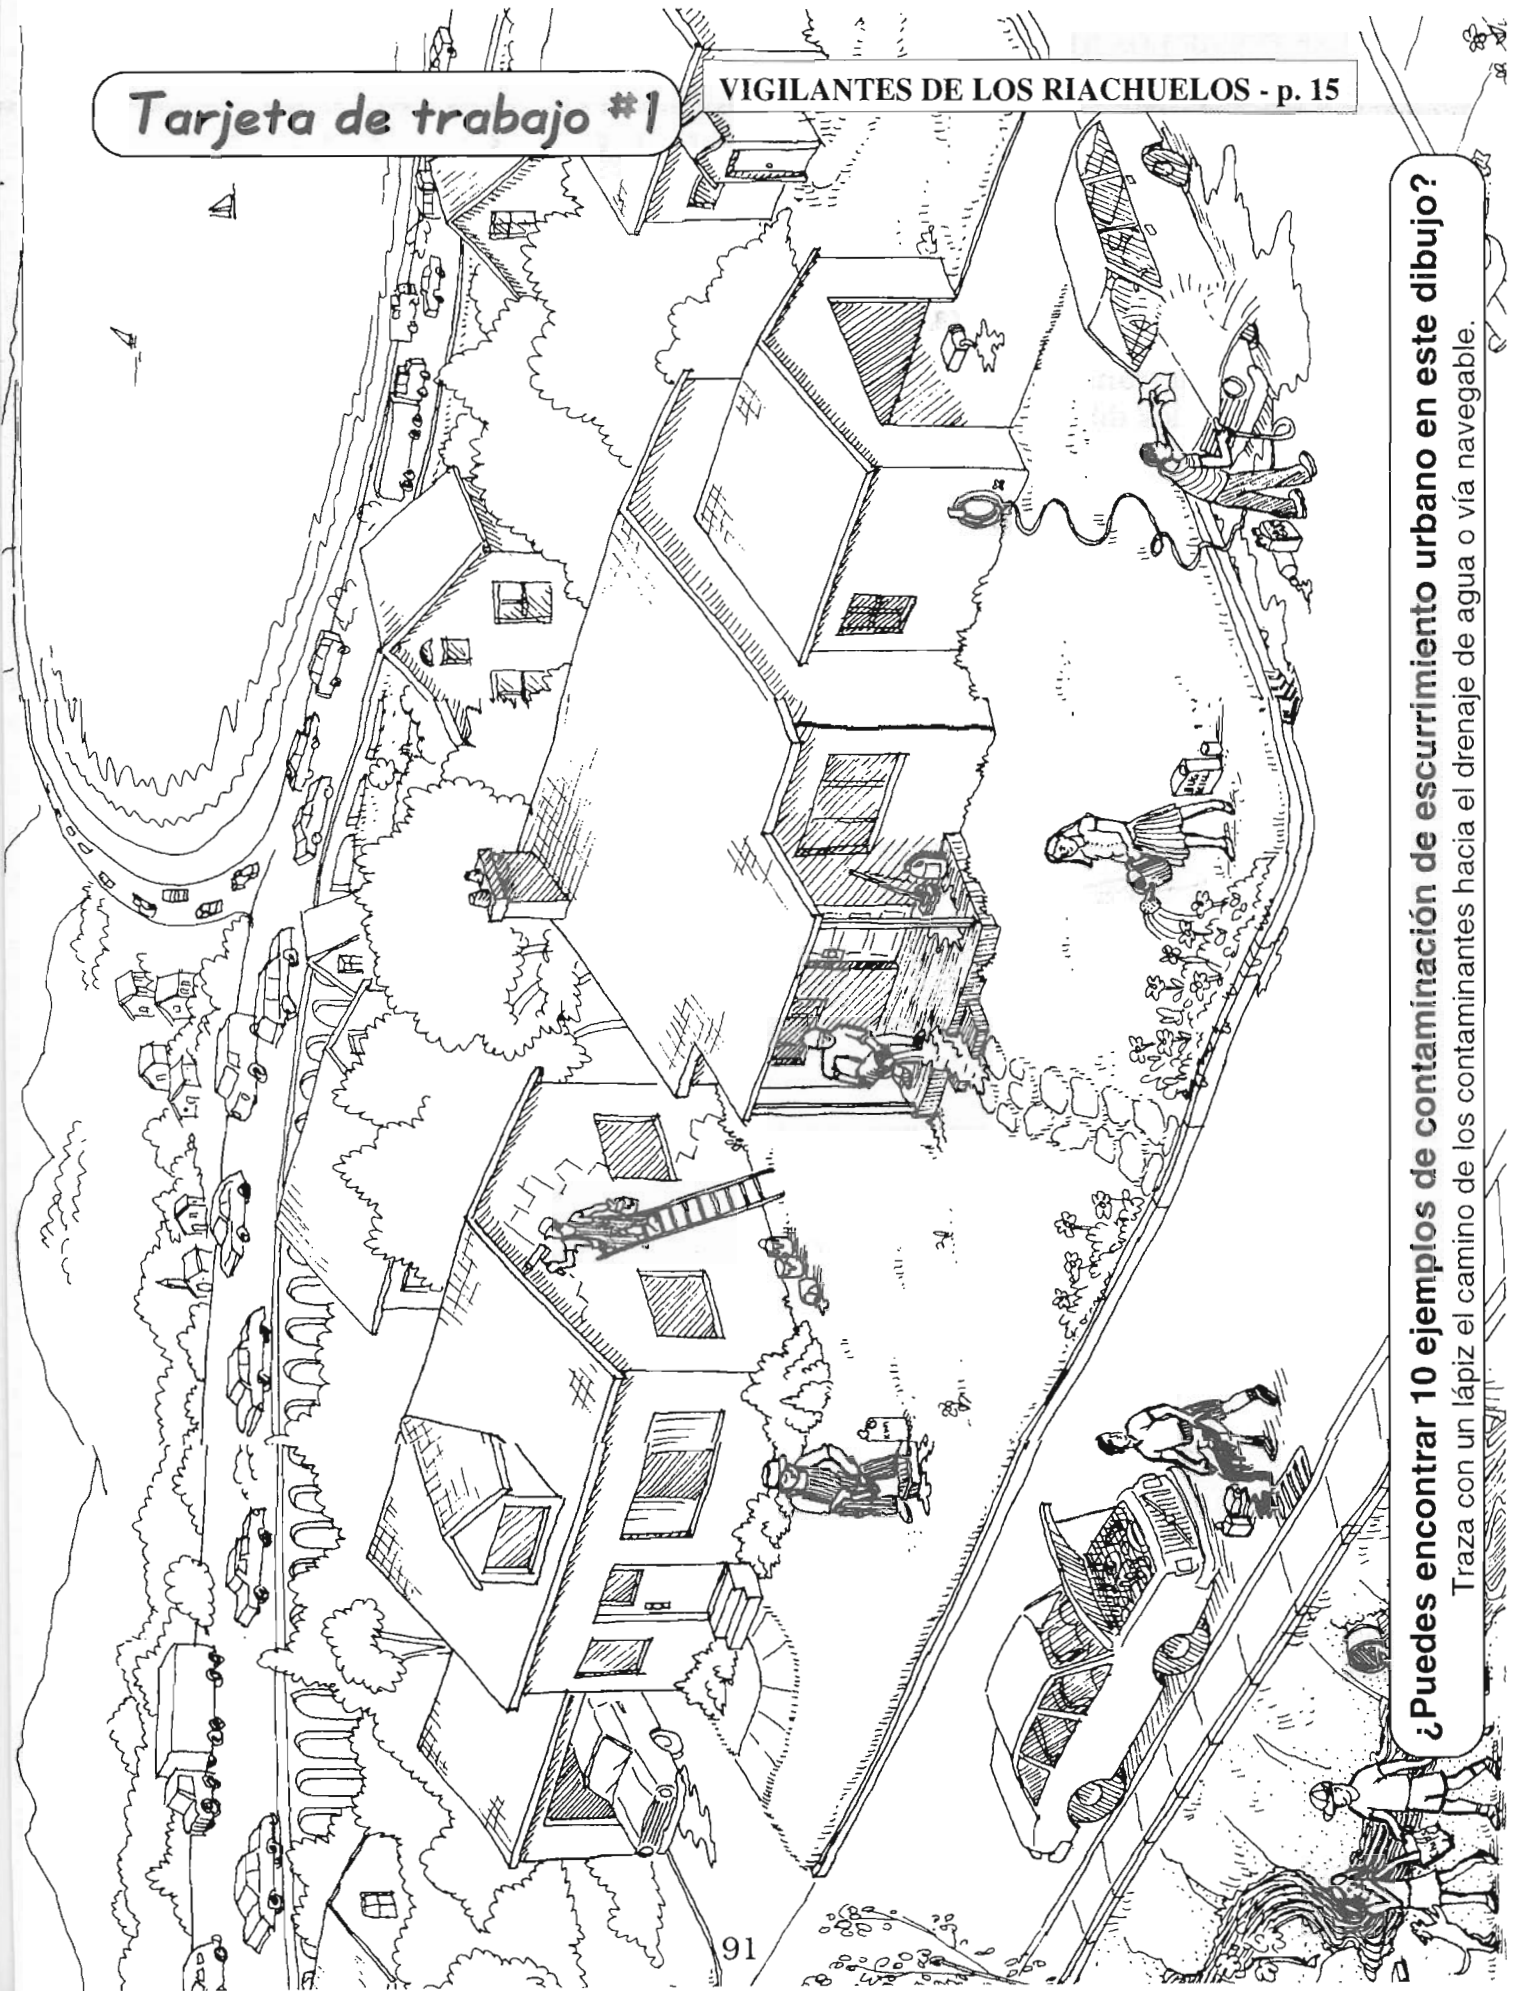 Tarjeta de trabajo #1
VIGILANTES DE LOS RIACHUELOS - p. 15
¿Puedes encontrar 10 ejemplos de contaminación de escurrimiento urbano en este dibujo?
Traza con un lápiz el camino de los contaminantes hacia el drenaje de agua o vía navegable.
91